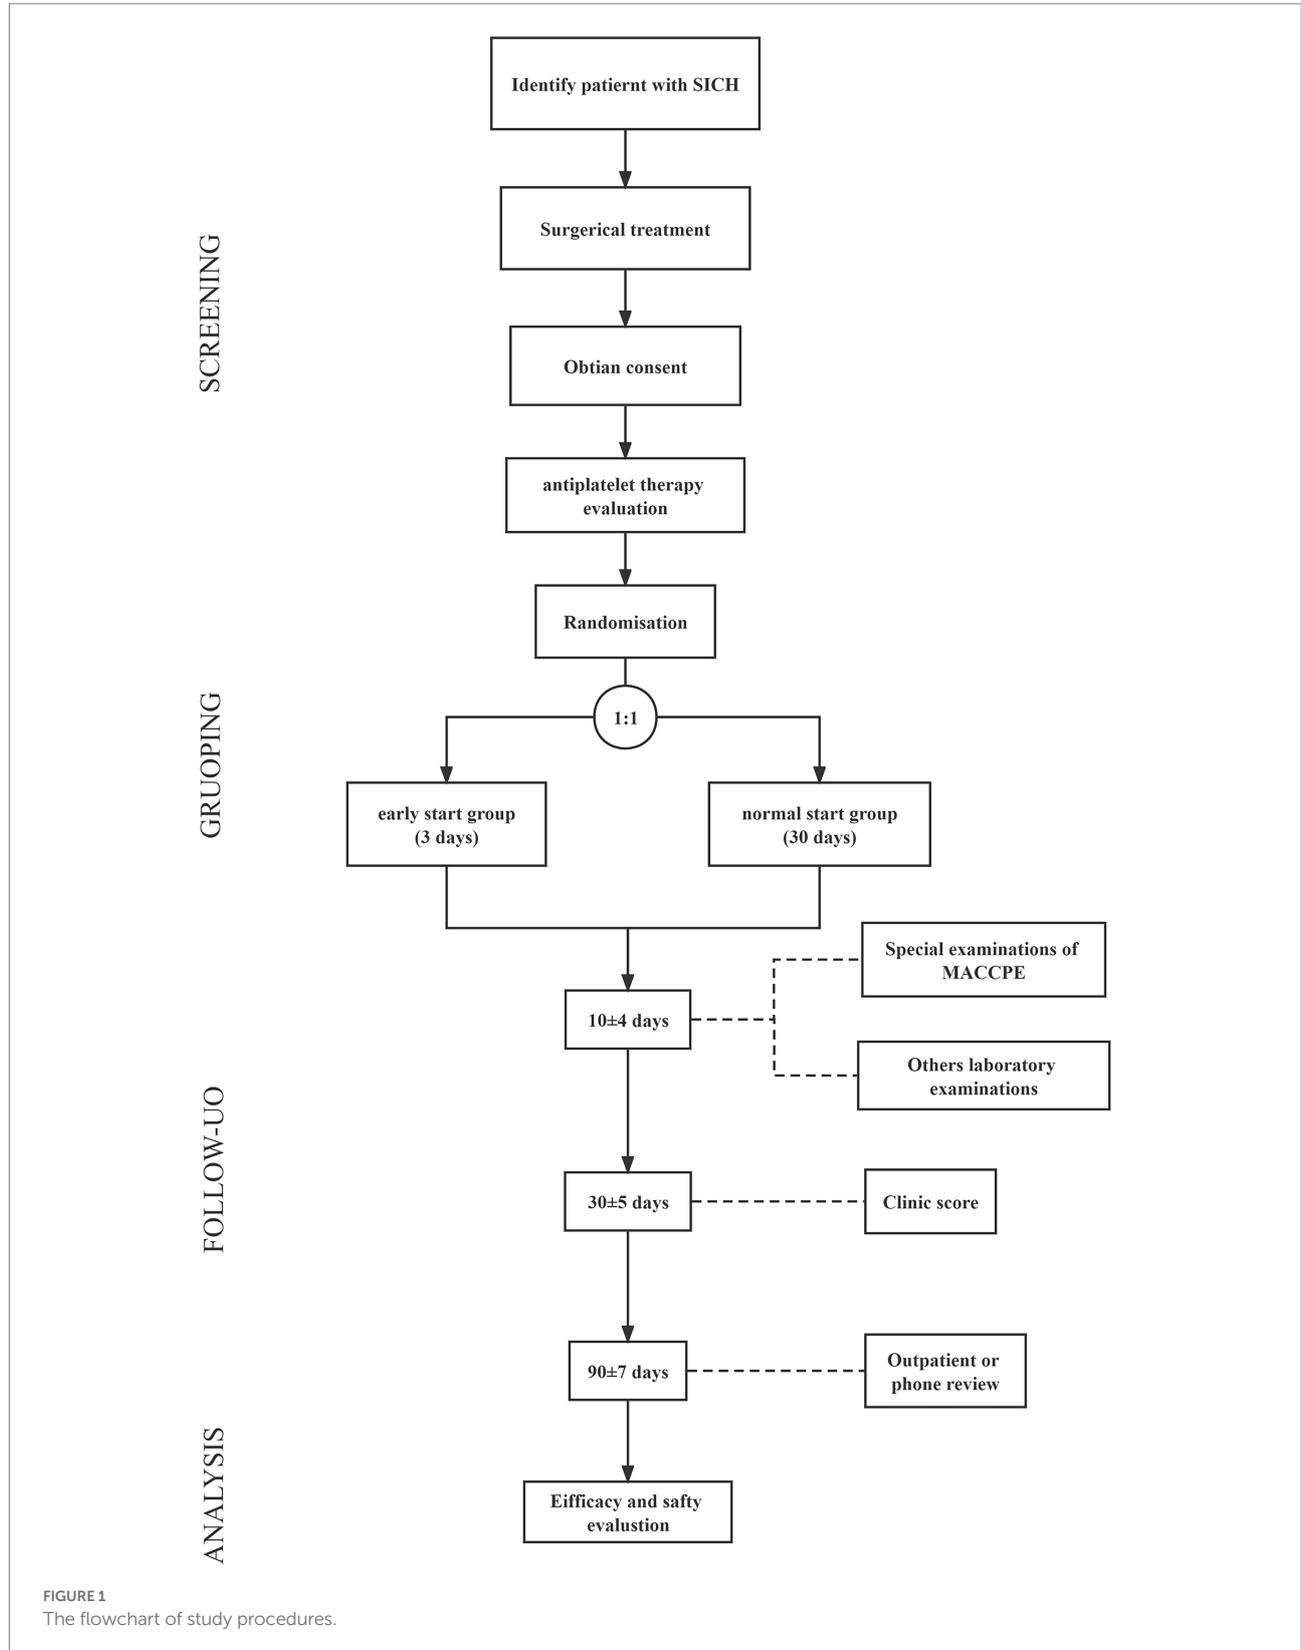 Identify patiernt with SICH
Surgerical treatment
SCREENING
Obtian consent
antiplatelet therapy
evaluation
Randomisation
1:1
GRUOPING
early start group
(3 days)
normal start group
(30 days)
Special examinations of
MACCPE
10±4 days
Others laboratory
examinations
FOLLOW-UO
30±5 days
Clinic score
90±7 days
Outpatient or
phone review
ANALYSIS
Eifficacy and safty
evalustion
FIGURE 1
The flowchart of study procedures.